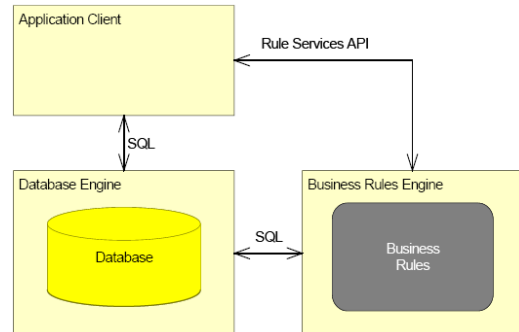 Application Client
Rule Services API
SQL
Database Engine
Business Rules Engine
SQL
Database
Business
Rules